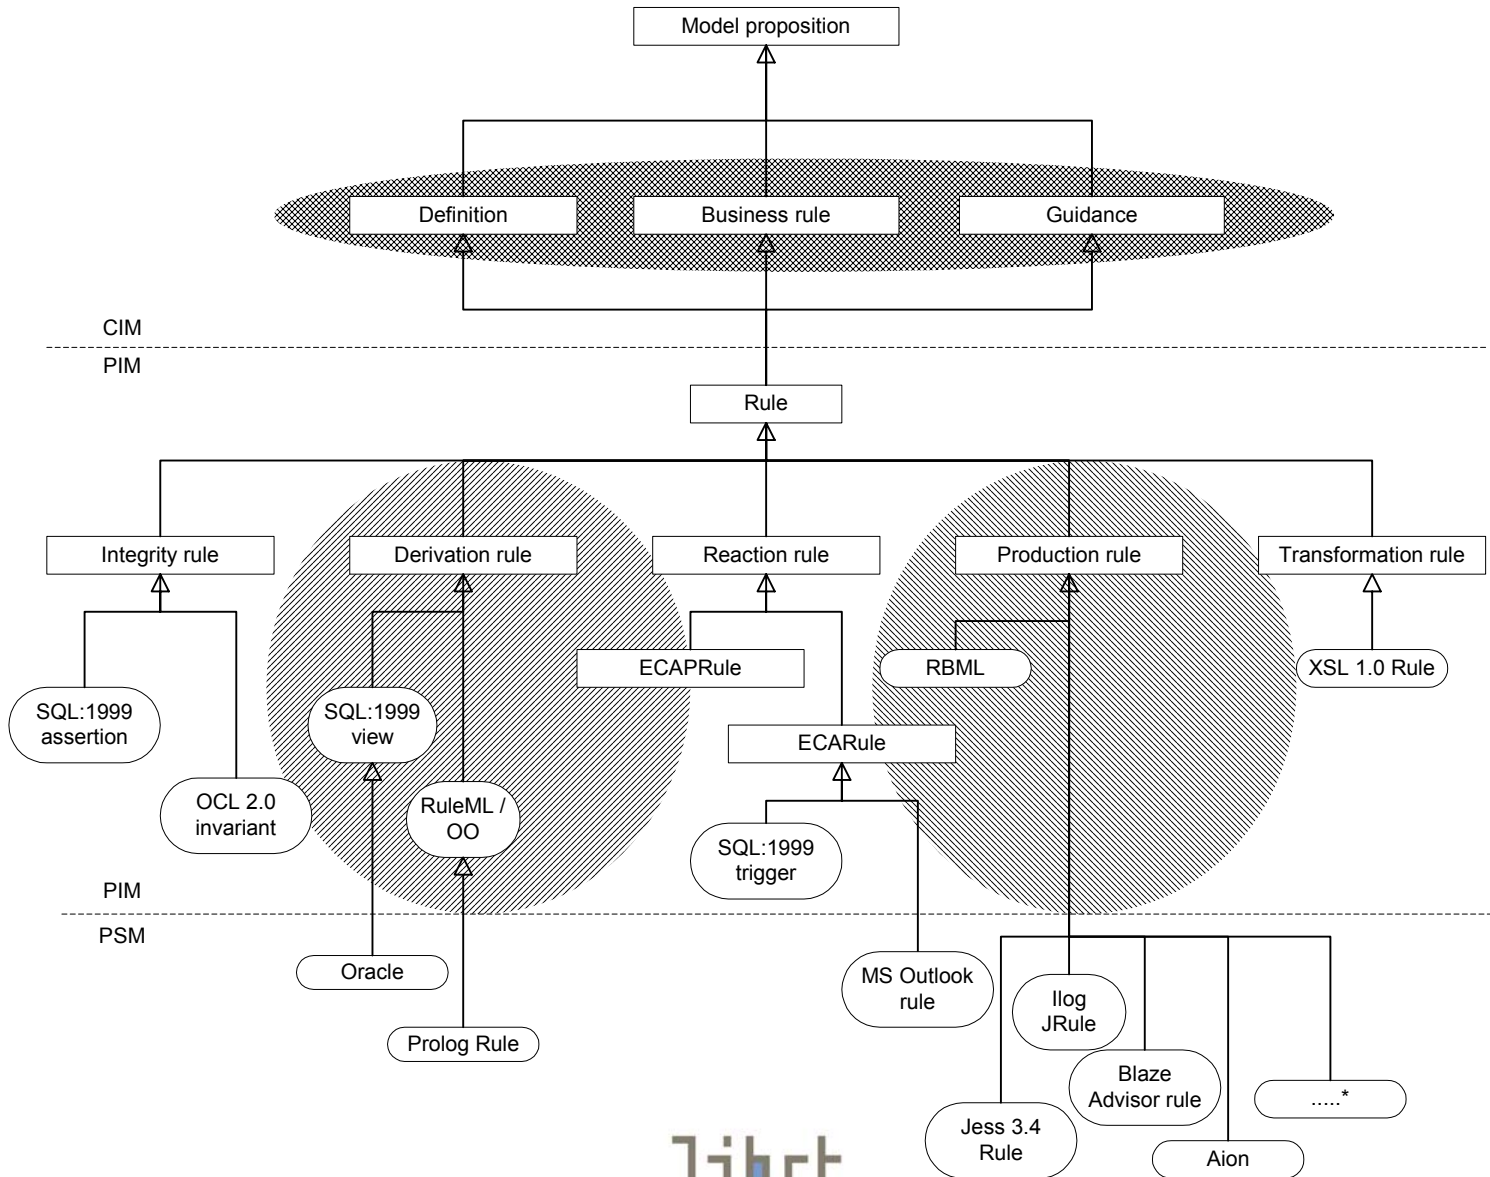 Model proposition
Definition
Business rule
Guidance
CIM
PIM
Rule
Integrity rule
Derivation rule
Reaction rule
Production rule
Transformation rule
ECAPRule
RBML
XSL 1.0 Rule
SQL:1999
assertion
SQL:1999
view
ECARule
OCL 2.0
invariant
RuleML /
OO
SQL:1999
trigger
PIM
PSM
Oracle
MS Outlook
rule
Ilog
JRule
Prolog Rule
Blaze
Advisor rule
.....*
Jess 3.4
Rule
Aion